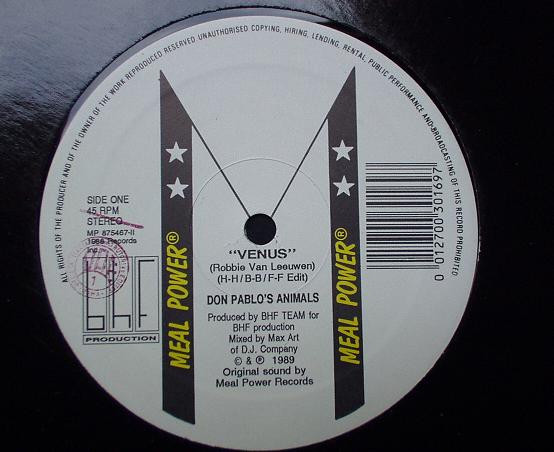 ALL RIGHTS OF THE PRODUCER AND OF THE OWNER OF THE WORK REPRODUCED RESERVED UNAUTHORISED COPYING, HIRING, LENDING, RENTAL, PUBLIC PERFORMANCE AND BROADCASTING OF THIS RECORD PROHIBITED
SIDE ONE
45 RPM
STEREO
MP 875467-II
1988 Records
Inc.
bhf
PRODUCTION
MEAL POWER®
MEAL POWER®
0 012700 301697
"VENUS"
(Robbie Van Leeuwen)
(H-H/B-B/F-F Edit)
DON PABLO'S ANIMALS
Produced by BHF TEAM for
BHF production
Mixed by Max Art
of D.J. Company
© & ℗ 1989
Original sound by
Meal Power Records